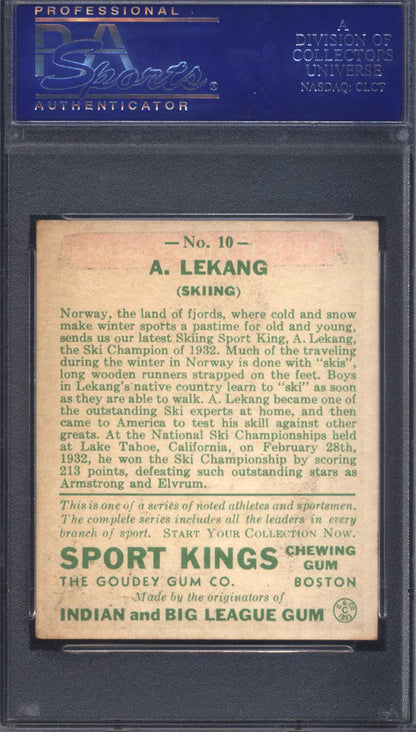 PROFESSIONAL
PSA
Sports®
AUTHENTICATOR
A
DIVISION OF
COLLECTORS
UNIVERSE
NASDAQ: CLCT
— No. 10 —
A. LEKANG
(SKIING)
Norway, the land of fjords, where cold and snow
make winter sports a pastime for old and young,
sends us our latest Skiing Sport King, A. Lekang,
the Ski Champion of 1932. Much of the traveling
during the winter in Norway is done with "skis",
long wooden runners strapped on the feet. Boys
in Lekang's native country learn to "ski" as soon
as they are able to walk. A. Lekang became one of
the outstanding Ski experts at home, and then
came to America to test his skill against other
greats. At the National Ski Championships held
at Lake Tahoe, California, on February 28th,
1932, he won the Ski Championship by scoring
213 points, defeating such outstanding stars as
Armstrong and Elvrum.
This is one of a series of noted athletes and sportsmen.
The complete series includes all the leaders in every
branch of sport. START YOUR COLLECTION NOW.
SPORT KINGS CHEWING GUM
THE GOUDEY GUM CO. BOSTON
Made by the originators of
INDIAN and BIG LEAGUE GUM